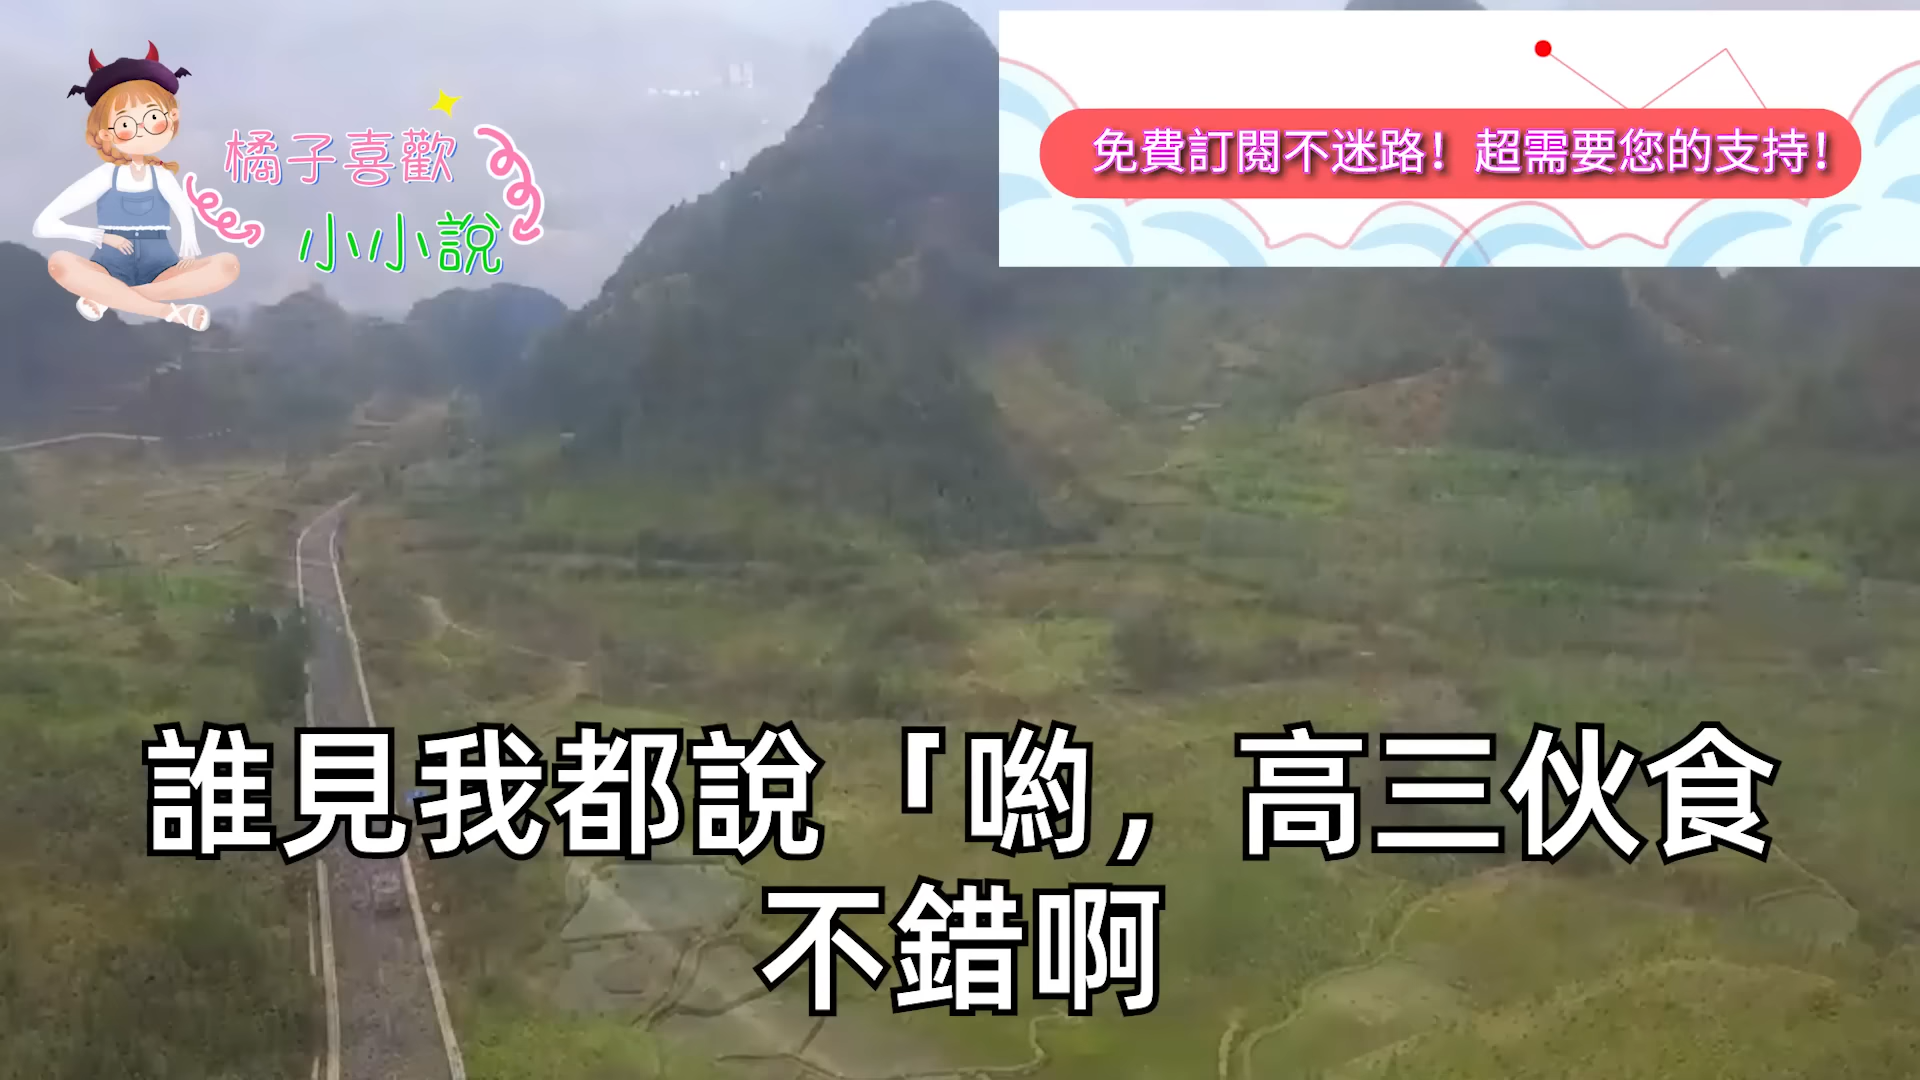 橘子喜歡
小小說
免費訂閱不迷路！超需要您的支持！
誰見我都說「喲，高三伙食
不錯啊